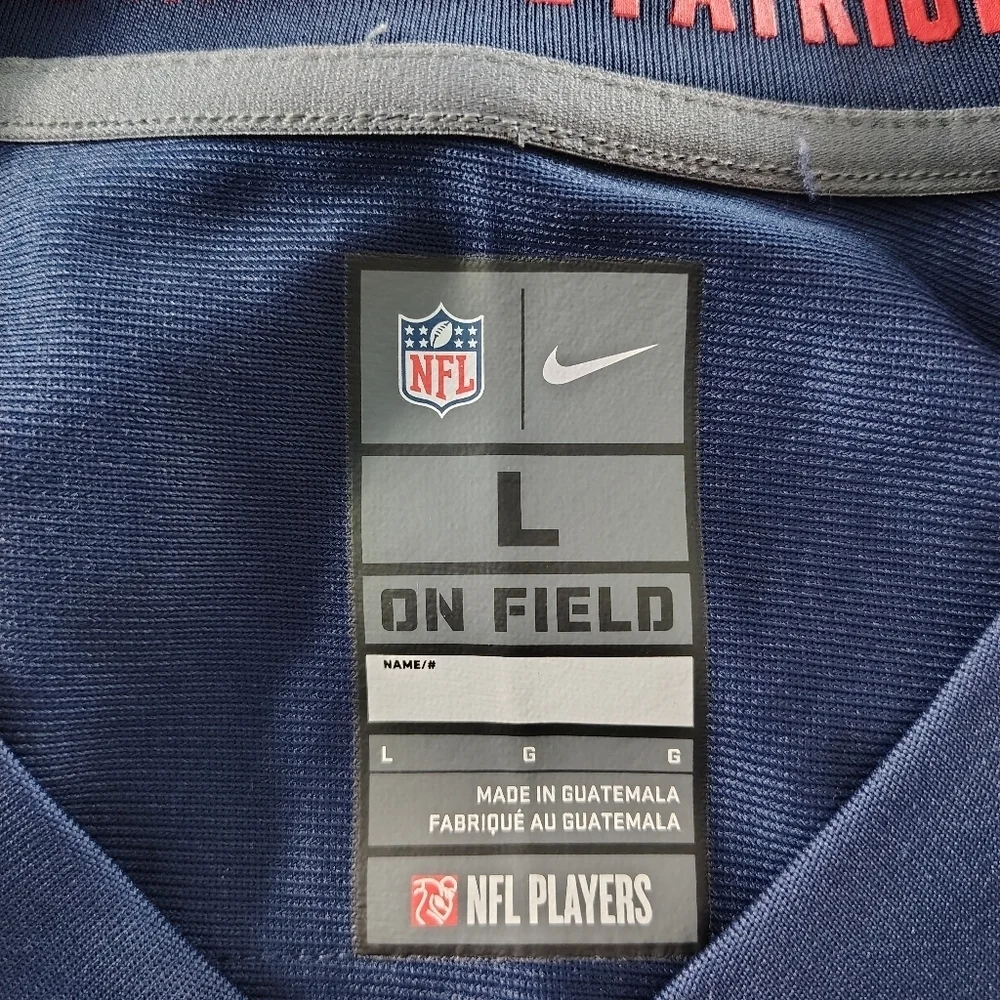 NFL
L
ON FIELD
NAME/#
L G G
MADE IN GUATEMALA
FABRIQUÉ AU GUATEMALA
NFL PLAYERS